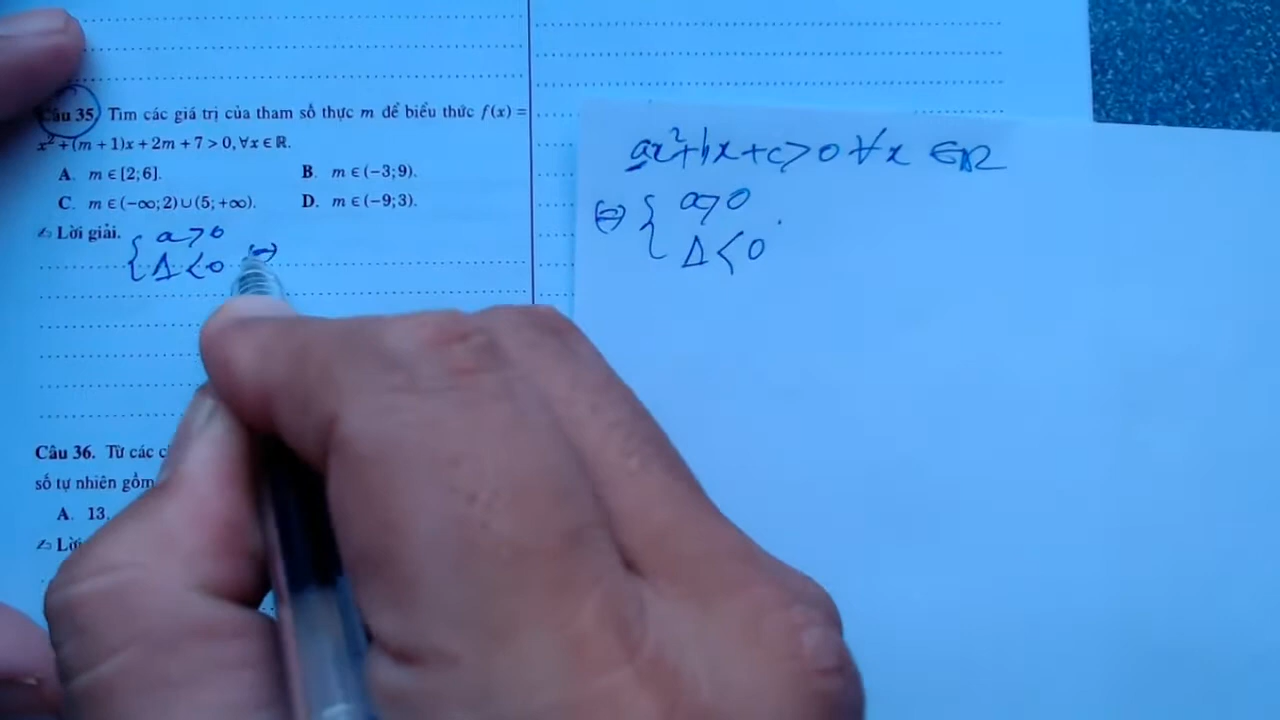 Câu 35. Tìm các giá trị của tham số thực m để biểu thức f(x) =
x² + (m + 1)x + 2m + 7 > 0, ∀x ∈ ℝ.
A. m ∈ [2;6].
B. m ∈ (−3;9).
C. m ∈ (−∞;2) ∪ (5; +∞).
D. m ∈ (−9;3).
✍ Lời giải.
{ a > 0
Δ < 0 ⇔
Câu 36. Từ các
số tự nhiên gồm
A. 13.
✍ Lời
ax² + bx + c > 0 ∀x ∈ ℝ
⇔ { a > 0
Δ < 0